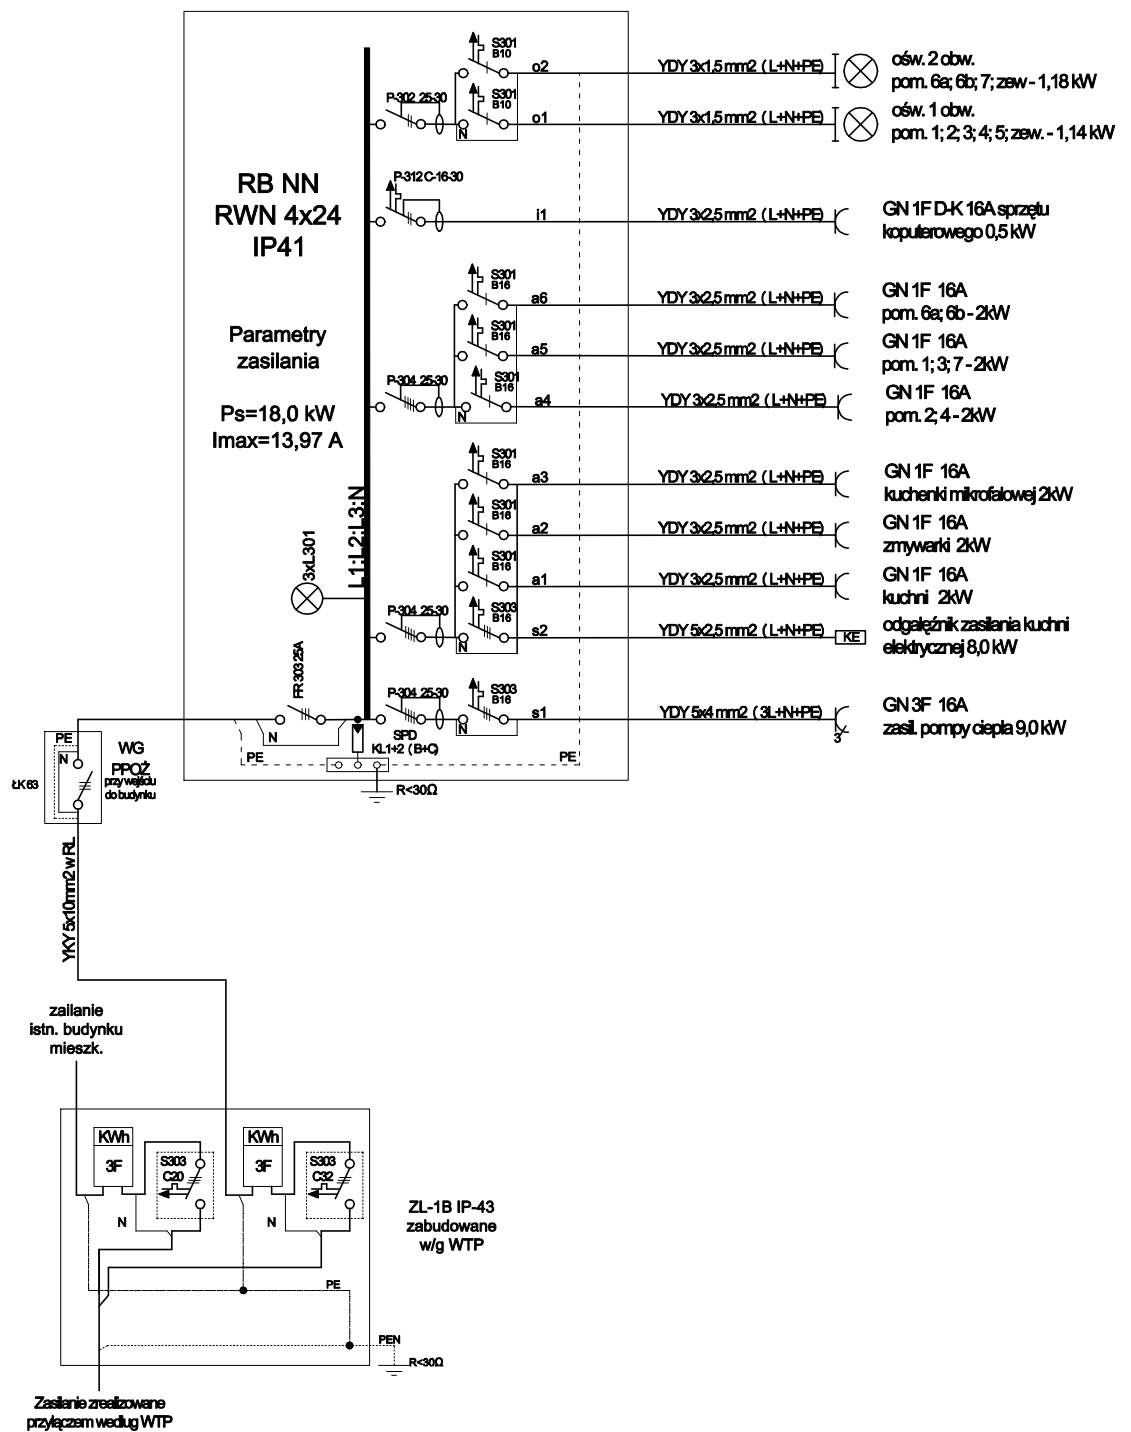 S301
B10
o2
YDY 3x1,5 mm2 ( L+N+PE)
ośw. 2 obw.
pom. 6a; 6b; 7; zew - 1,18 kW
P-302 25-30
S301
B10
N
o1
YDY 3x1,5 mm2 ( L+N+PE)
ośw. 1 obw.
pom. 1; 2; 3; 4; 5; zew. - 1,14 kW
RB NN
RWN 4x24
IP41
P-312 C-16-30
i1
YDY 3x2,5 mm2 ( L+N+PE)
GN 1F D-K 16A sprzętu
koputerowego 0,5 kW
S301
B16
a6
YDY 3x2,5 mm2 ( L+N+PE)
GN 1F 16A
pom. 6a; 6b - 2kW
Parametry
zasilania
S301
B16
a5
YDY 3x2,5 mm2 ( L+N+PE)
GN 1F 16A
pom. 1; 3; 7 - 2kW
P-304 25-30
S301
B16
N
a4
YDY 3x2,5 mm2 ( L+N+PE)
GN 1F 16A
pom. 2; 4 - 2kW
Ps=18,0 kW
Imax=13,97 A
S301
B16
a3
YDY 3x2,5 mm2 ( L+N+PE)
GN 1F 16A
kuchenki mikrofalowej 2kW
L1;L2;L3;N
S301
B16
a2
YDY 3x2,5 mm2 ( L+N+PE)
GN 1F 16A
zmywarki 2kW
3xL301
S301
B16
a1
YDY 3x2,5 mm2 ( L+N+PE)
GN 1F 16A
kuchni 2kW
P-304 25-30
S303
B16
N
s2
YDY 5x2,5 mm2 ( L+N+PE)
KE
odgałęźnik zasilania kuchni
elektrycznej 8,0 kW
FR 303 25A
N
P-304 25-30
S303
B16
N
s1
YDY 5x4 mm2 ( 3L+N+PE)
3
GN 3F 16A
zasil. pompy ciepła 9,0 kW
SPD
KL1+2 ( B+C)
PE
PE
R<30Ω
PE
N
ŁK 63
WG
PPOŻ
przy wejściu
do budynku
YKY 5x10mm2 w RL
zailanie
istn. budynku
mieszk.
KWh
3F
S303
C20
N
KWh
3F
S303
C32
N
ZL-1B IP-43
zabudowane
w/g WTP
PE
PEN
R<30Ω
Zasilanie zrealizowane
przyłączem według WTP